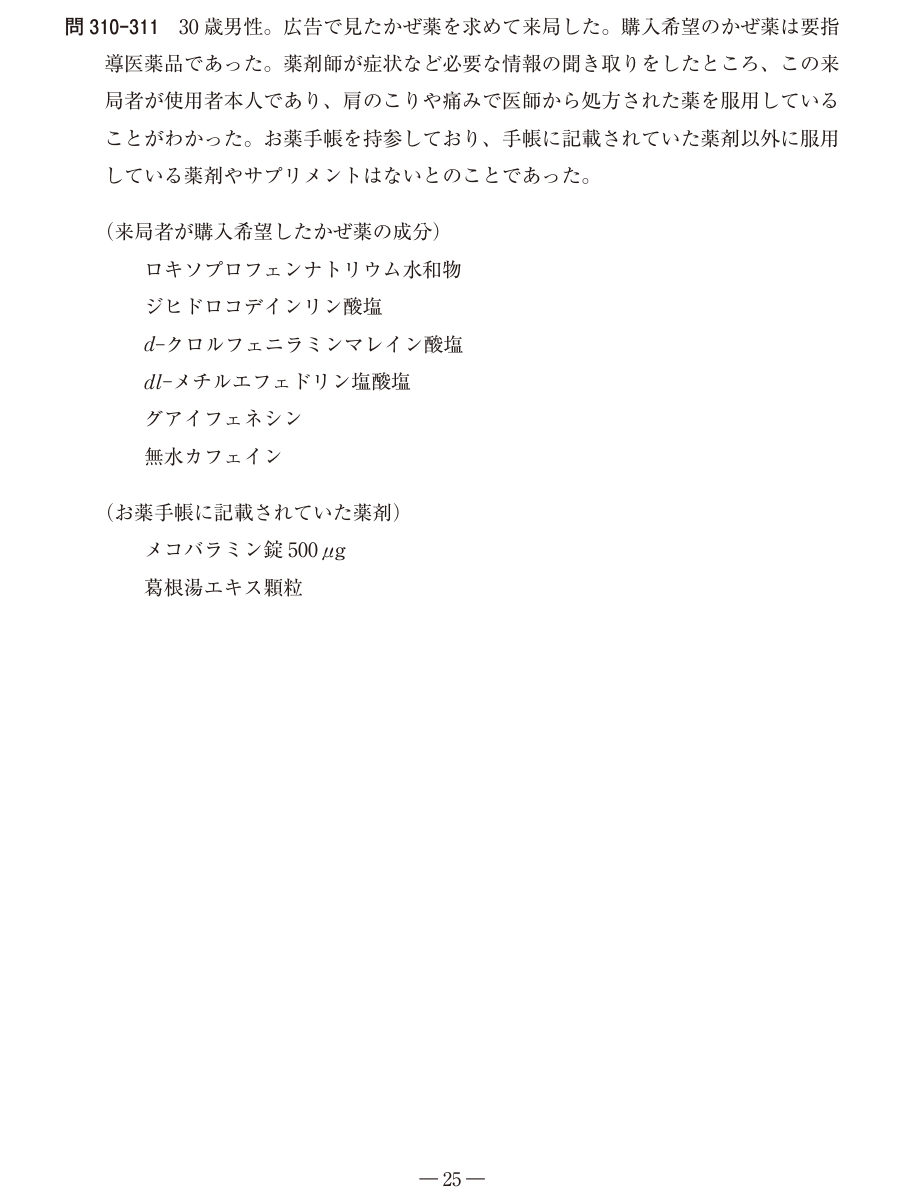 問 310-311 30 歳男性。広告で見たかぜ薬を求めて来局した。購入希望のかぜ薬は要指
導医薬品であった。薬剤師が症状など必要な情報の聞き取りをしたところ、この来
局者が使用者本人であり、肩のこりや痛みで医師から処方された薬を服用している
ことがわかった。お薬手帳を持参しており、手帳に記載されていた薬剤以外に服用
している薬剤やサプリメントはないとのことであった。
（来局者が購入希望したかぜ薬の成分）
ロキソプロフェンナトリウム水和物
ジヒドロコデインリン酸塩
d-クロルフェニラミンマレイン酸塩
dl-メチルエフェドリン塩酸塩
グアイフェネシン
無水カフェイン
（お薬手帳に記載されていた薬剤）
メコバラミン錠 500 μg
葛根湯エキス顆粒
― 25 ―